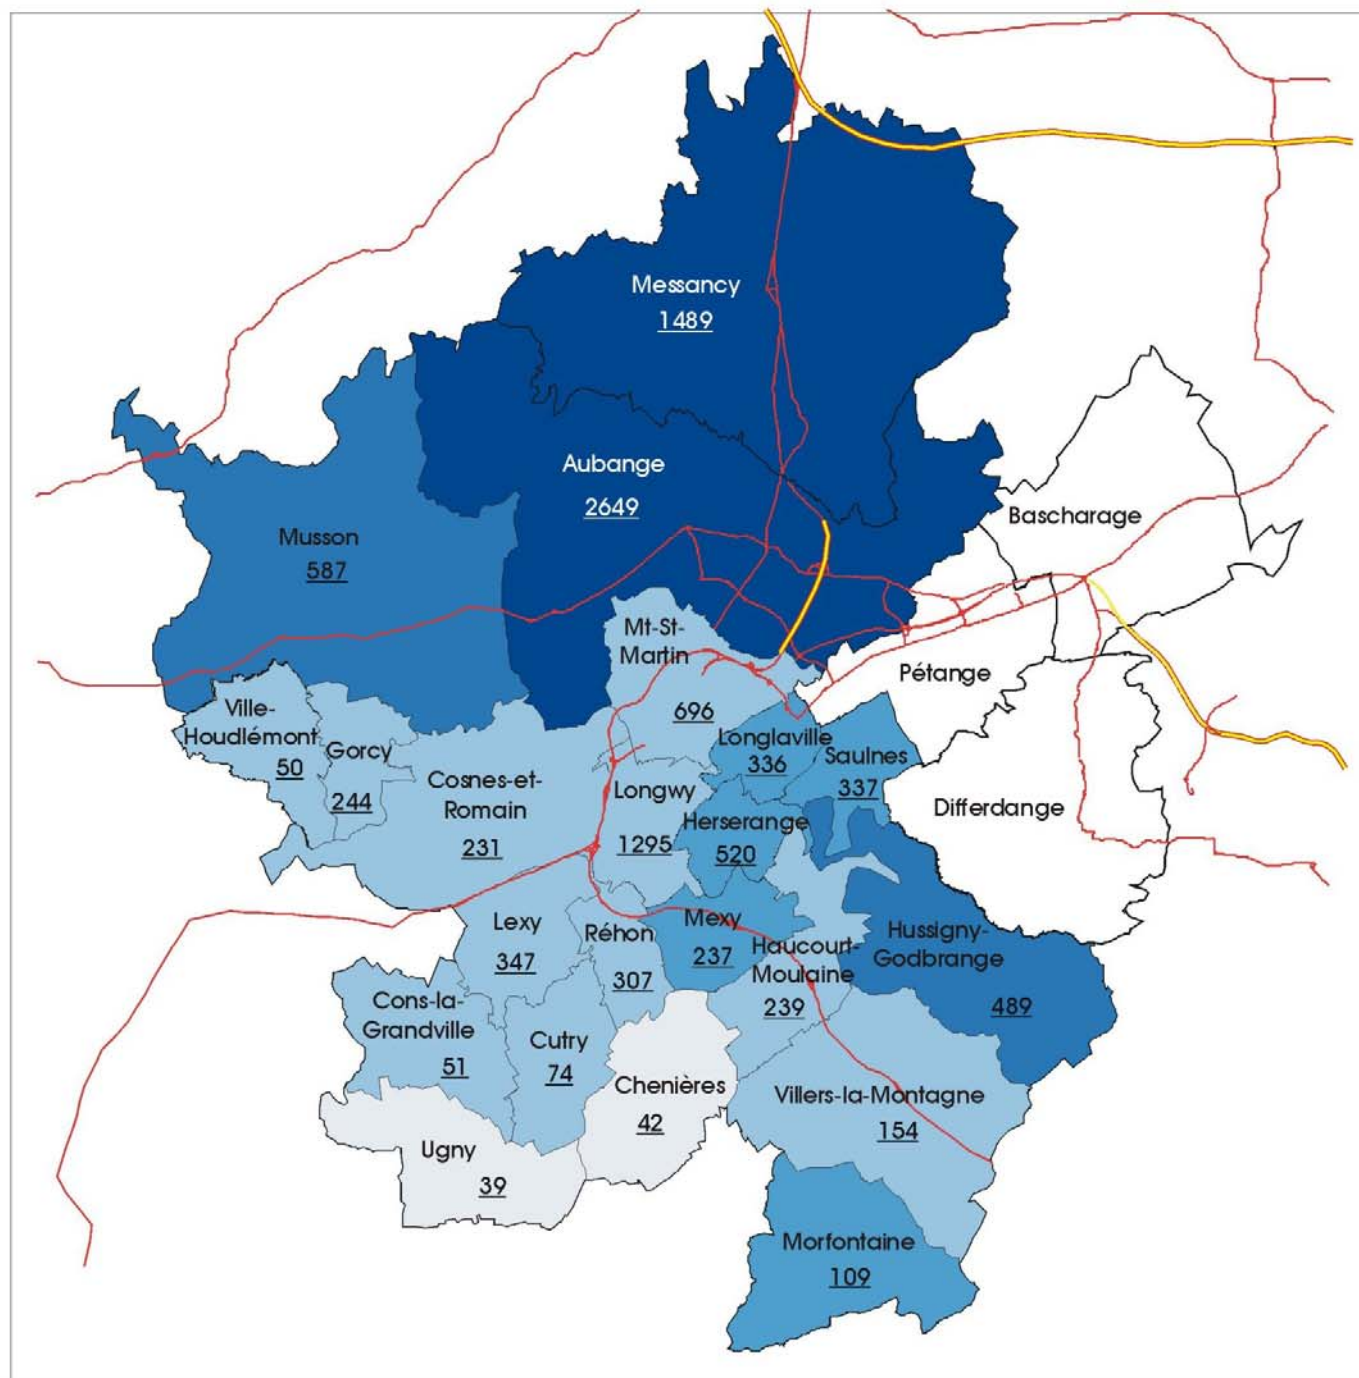 Messancy
1489
Aubange
2649
Bascharage
Musson
587
Mt-St-
Martin
696
Pétange
Ville-
Houdlémont
50
Gorcy
244
Longlaville
336
Saulnes
337
Cosnes-et-
Romain
231
Longwy
1295
Herserange
520
Differdange
Lexy
347
Réhon
307
Mexy
237
Haucourt-
Moulaine
239
Hussigny-
Godbrange
489
Cons-la-
Grandville
51
Cutry
74
Chenières
42
Villers-la-Montagne
154
Ugny
39
Morfontaine
109